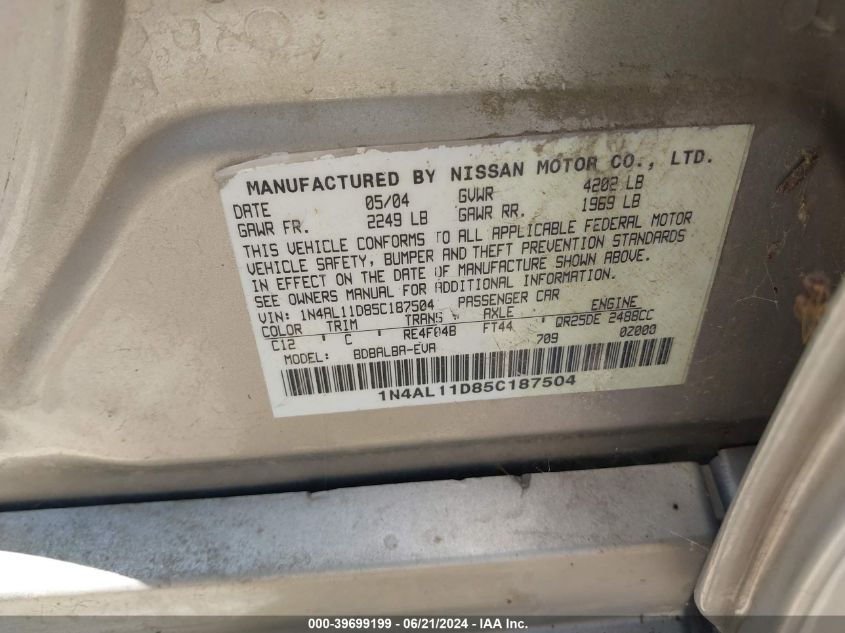 MANUFACTURED BY NISSAN MOTOR CO., LTD.
DATE 05/04 GVWR 4202 LB
GAWR FR. 2249 LB GAWR RR. 1969 LB
THIS VEHICLE CONFORMS TO ALL APPLICABLE FEDERAL MOTOR
VEHICLE SAFETY, BUMPER AND THEFT PREVENTION STANDARDS
IN EFFECT ON THE DATE OF MANUFACTURE SHOWN ABOVE.
SEE OWNERS MANUAL FOR ADDITIONAL INFORMATION.
VIN: 1N4AL11D85C187504 PASSENGER CAR
COLOR TRIM TRANS AXLE ENGINE
C12 C RE4F04B FT44 QR25DE 2488CC
MODEL: BDBALBA-EVA 709 0Z000
1N4AL11D85C187504
000-39699199 / 06/21/2024 - IAA Inc.